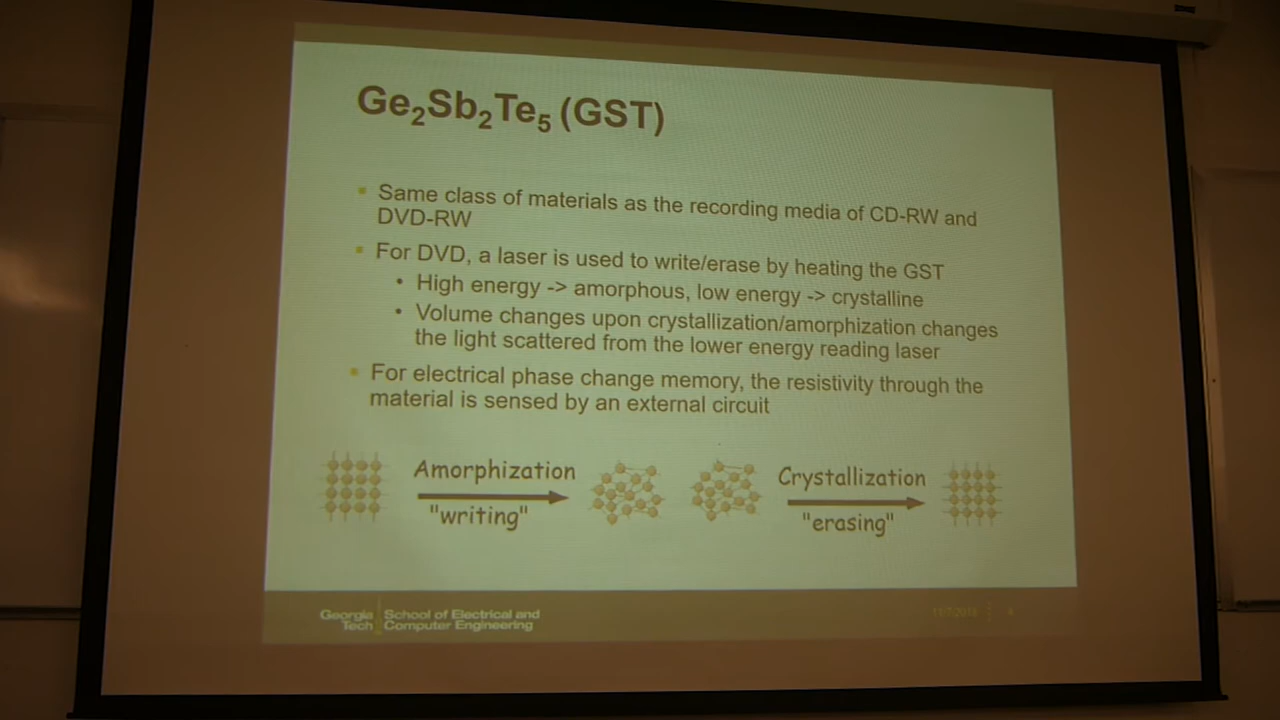 Ge₂Sb₂Te₅ (GST)
Same class of materials as the recording media of CD-RW and
DVD-RW
For DVD, a laser is used to write/erase by heating the GST
High energy -> amorphous, low energy -> crystalline
Volume changes upon crystallization/amorphization changes
the light scattered from the lower energy reading laser
For electrical phase change memory, the resistivity through the
material is sensed by an external circuit
Amorphization
"writing"
Crystallization
"erasing"
Georgia
Tech
School of Electrical and
Computer Engineering